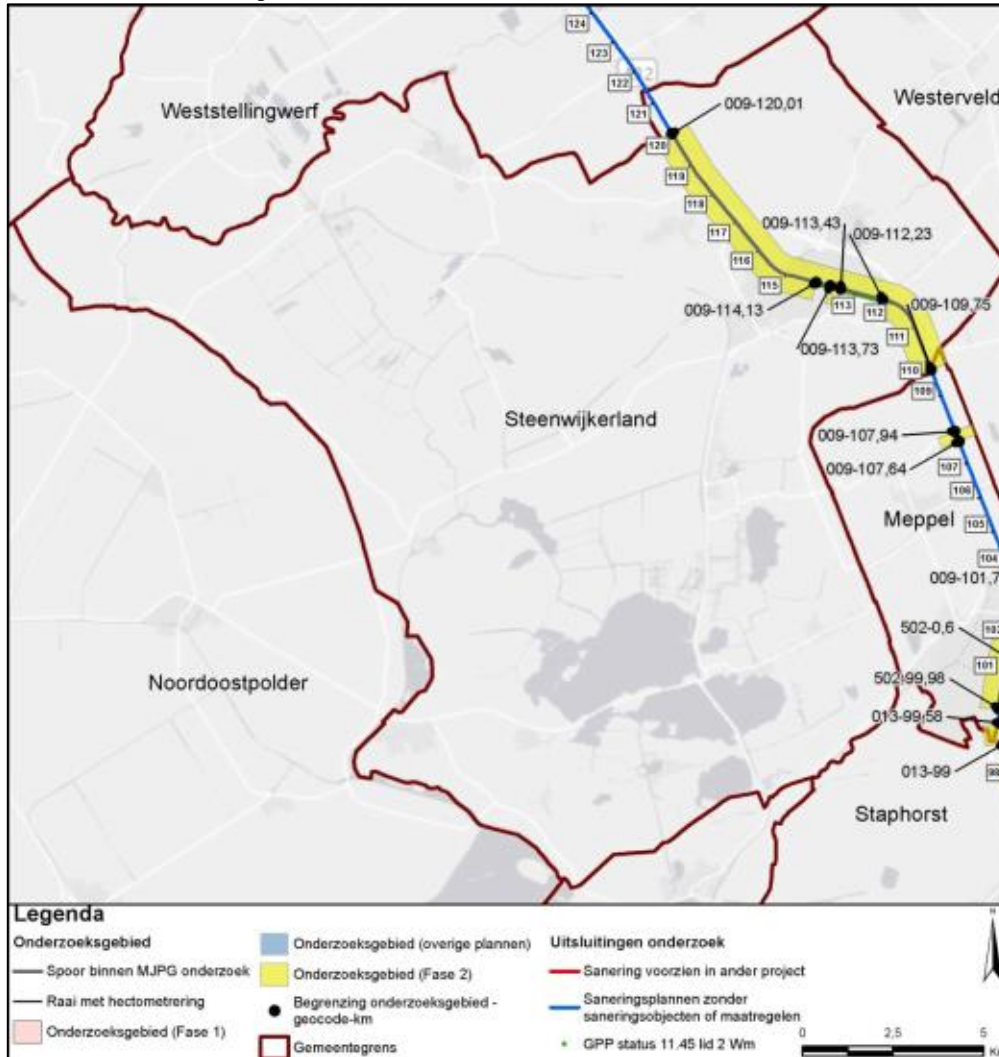 124
123
122
121
120
119
118
117
116
115
113
112
111
110
109
107
106
105
104
101
Weststellingwerf
Westerveld
009-120,01
009-113,43
009-112,23
009-114,13
009-109,75
009-113,73
Steenwijkerland
009-107,94
009-107,64
Meppel
009-101,7
502-0,6
502-99,98
013-99,58
013-99
Noordoostpolder
Staphorst
Legenda
Onderzoeksgebied
Spoor binnen MJPG onderzoek
Raai met hectometrering
Onderzoeksgebied (Fase 1)
Onderzoeksgebied (overige plannen)
Onderzoeksgebied (Fase 2)
Begrenzing onderzoeksgebied -
geocode-km
Gemeentegrens
Uitsluitingen onderzoek
Sanering voorzien in ander project
Saneringsplannen zonder
saneringsobjecten of maatregelen
GPP status 11.45 lid 2 Wm
0 2,5 5